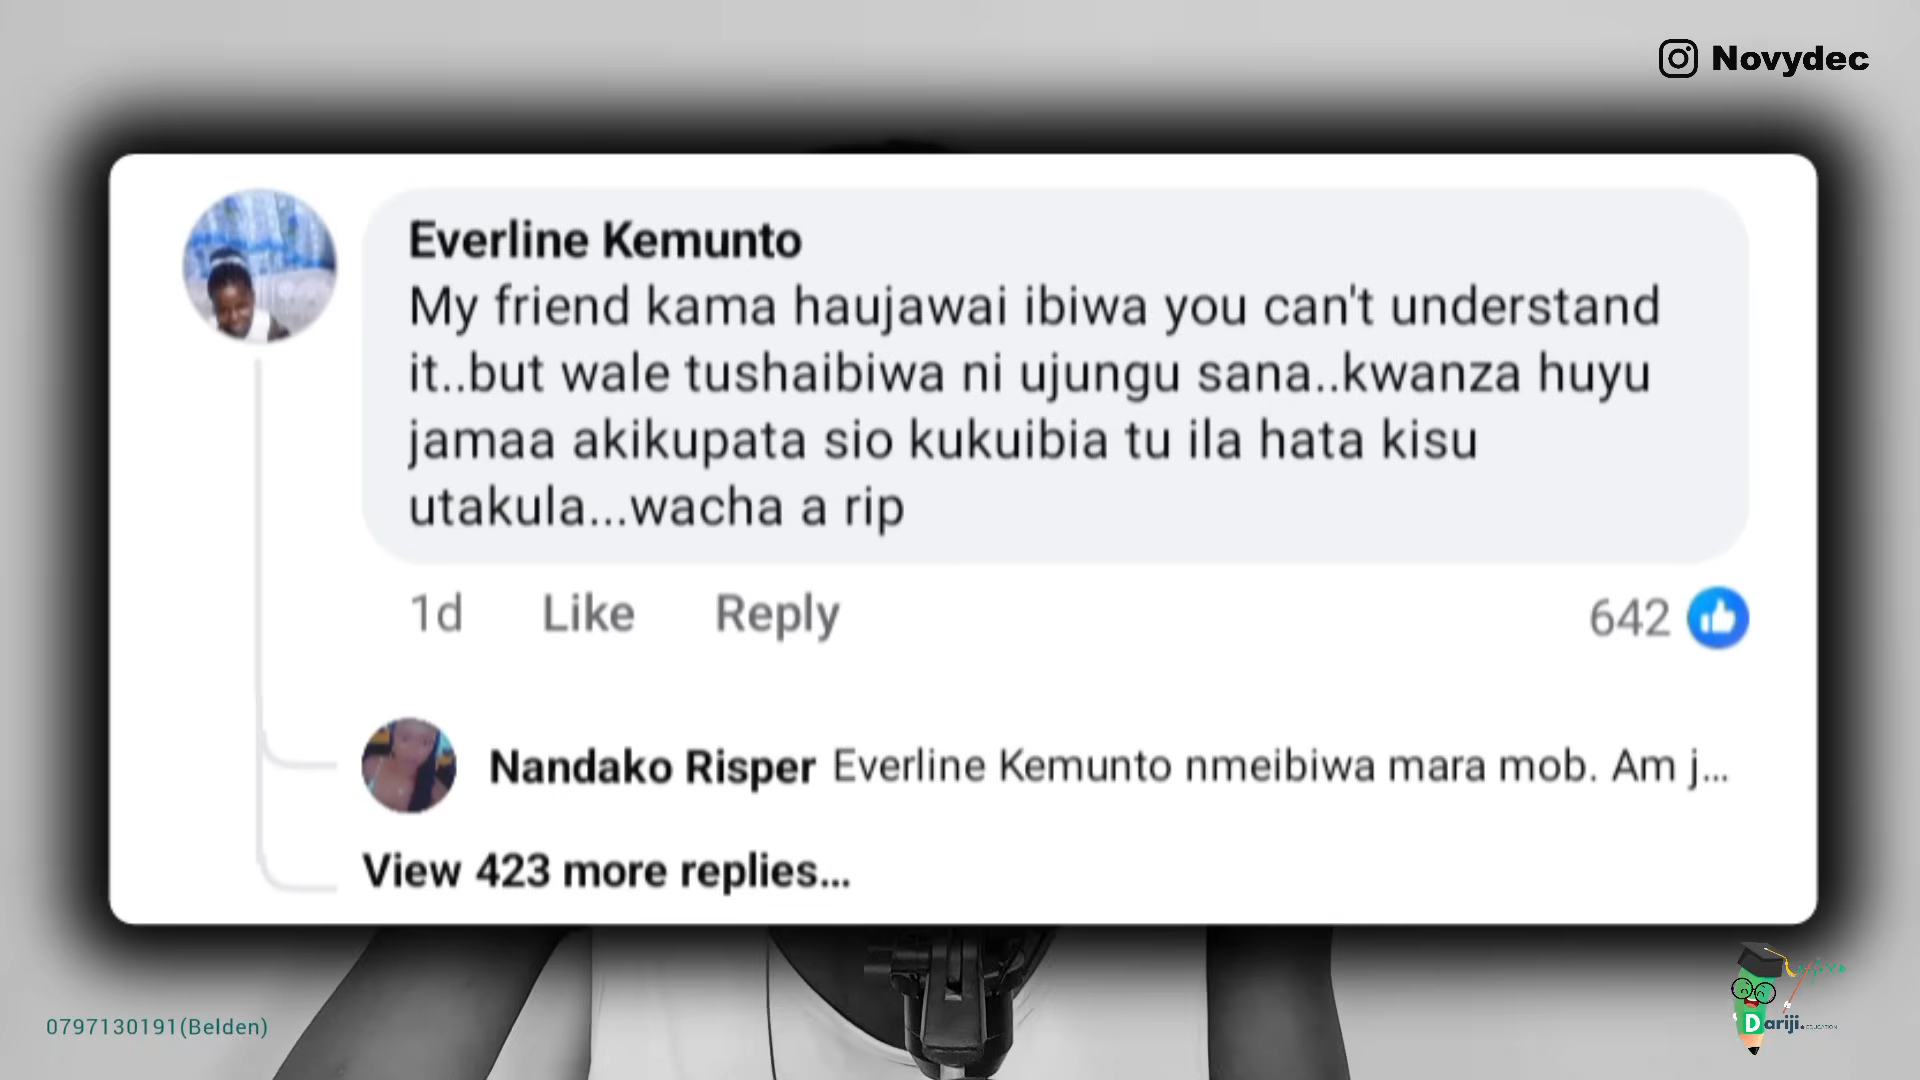 Novydec
Everline Kemunto
My friend kama haujawai ibiwa you can't understand
it..but wale tushaibiwa ni ujungu sana..kwanza huyu
jamaa akikupata sio kukuibia tu ila hata kisu
utakula...wacha a rip
1d Like Reply 642
Nandako Risper Everline Kemunto nmeibiwa mara mob. Am j...
View 423 more replies...
0797130191(Belden)
Dariji. EDUCATION